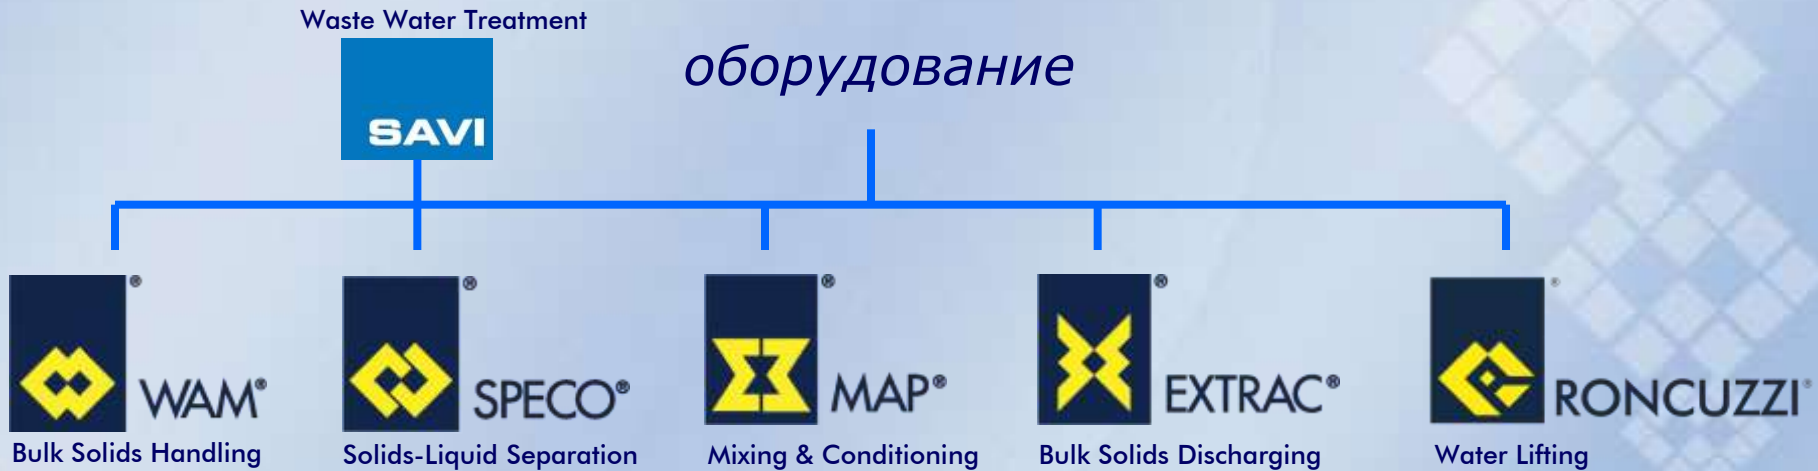 Waste Water Treatment
оборудование
SAVI
WAM®
Bulk Solids Handling
SPECO®
Solids-Liquid Separation
MAP®
Mixing & Conditioning
EXTRAC®
Bulk Solids Discharging
RONCUZZI®
Water Lifting